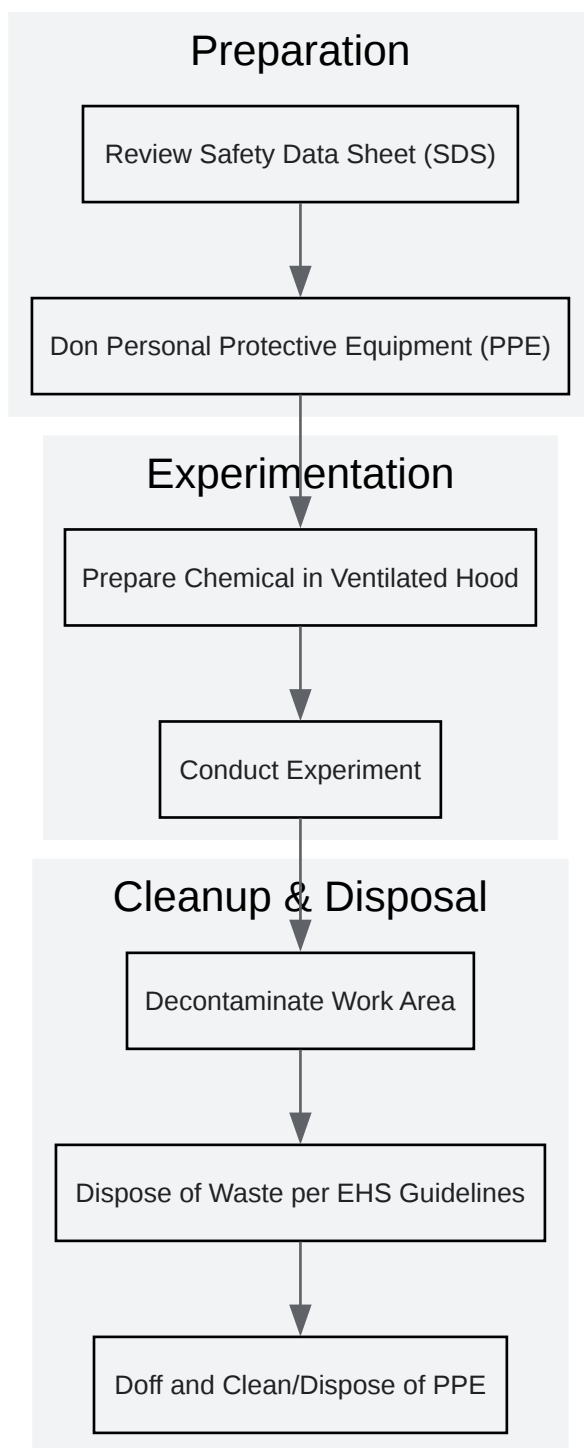 Preparation
Review Safety Data Sheet (SDS)
Don Personal Protective Equipment (PPE)
Experimentation
Prepare Chemical in Ventilated Hood
Conduct Experiment
Cleanup & Disposal
Decontaminate Work Area
Dispose of Waste per EHS Guidelines
Doff and Clean/Dispose of PPE